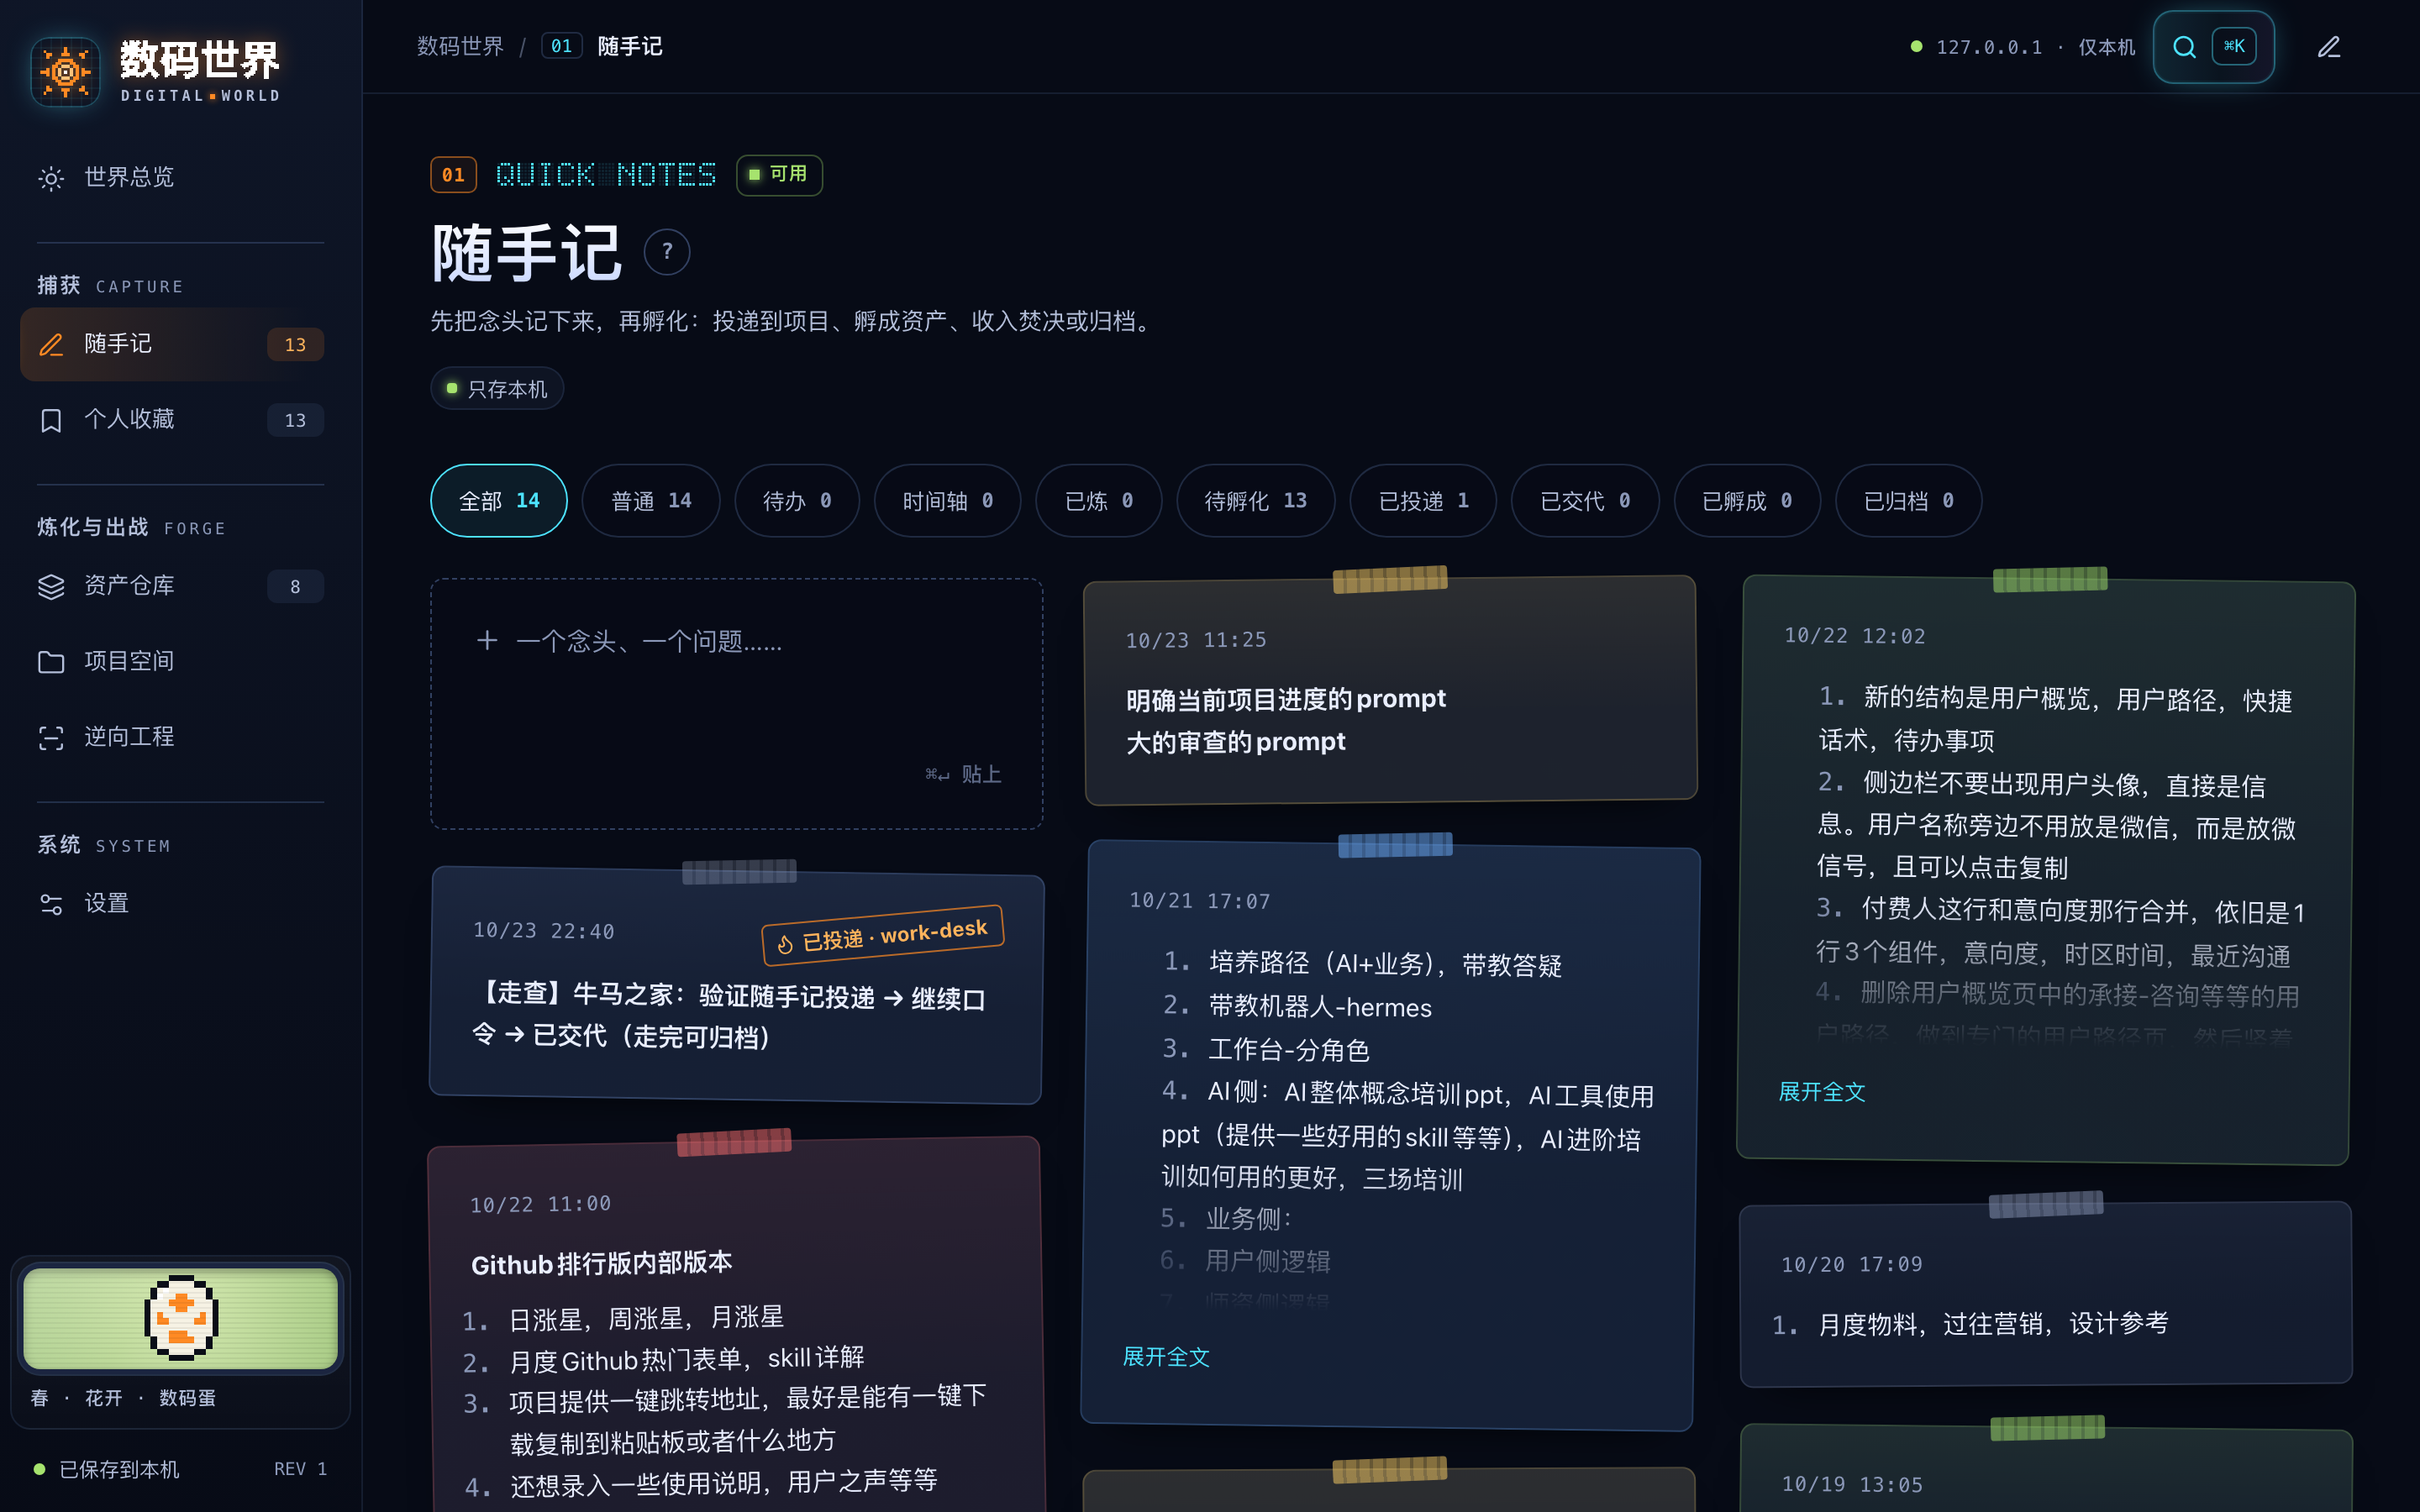 数码世界
DIGITAL▪WORLD
世界总览
捕获 CAPTURE
随手记 13
个人收藏 13
炼化与出战 FORGE
资产仓库 8
项目空间
逆向工程
系统 SYSTEM
设置
春 · 花开 · 数码蛋
已保存到本机 REV 1
数码世界 / 01 随手记
127.0.0.1 · 仅本机
⌘K
01 QUICK NOTES 可用
随手记 ?
先把念头记下来，再孵化：投递到项目、孵成资产、收入焚决或归档。
只存本机
全部 14 普通 14 待办 0 时间轴 0 已炼 0 待孵化 13 已投递 1 已交代 0 已孵成 0 已归档 0
+ 一个念头、一个问题……
⌘↵ 贴上
10/23 22:40
已投递 · work-desk
【走查】牛马之家：验证随手记投递 → 继续口
令 → 已交代（走完可归档）
10/22 11:00
Github排行版内部版本
1. 日涨星，周涨星，月涨星
2. 月度Github热门表单，skill详解
3. 项目提供一键跳转地址，最好是能有一键下
载复制到粘贴板或者什么地方
4. 还想录入一些使用说明，用户之声等等
10/23 11:25
明确当前项目进度的prompt
大的审查的prompt
10/21 17:07
1. 培养路径（AI+业务），带教答疑
2. 带教机器人-hermes
3. 工作台-分角色
4. AI侧：AI整体概念培训ppt，AI工具使用
ppt（提供一些好用的skill等等），AI进阶培
训如何用的更好，三场培训
5. 业务侧：
6. 用户侧逻辑
7. 师资侧逻辑
展开全文
10/22 12:02
1. 新的结构是用户概览，用户路径，快捷
话术，待办事项
2. 侧边栏不要出现用户头像，直接是信
息。用户名称旁边不用放是微信，而是放微
信号，且可以点击复制
3. 付费人这行和意向度那行合并，依旧是1
行3个组件，意向度，时区时间，最近沟通
4. 删除用户概览页中的承接-咨询等等的用
户路径，做到专门的用户路径页，然后竖着
展开全文
10/20 17:09
1. 月度物料，过往营销，设计参考
10/19 13:05